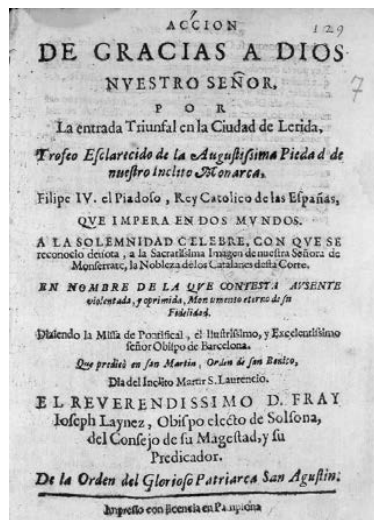 ACCION
129
DE GRACIAS A DIOS
NVESTRO SEÑOR.
7
POR
La entrada Triunfal en la Ciudad de Lerida,
Trofeo Esclarecido de la Augustissima Piedad de
nuestro Inclito Monarca.
Filipe IV. el Piadoso, Rey Catolico de las Españas,
QVE IMPERA EN DOS MVNDOS.
A LA SOLEMNIDAD CELEBRE, CON QVE SE
reconocio deuota, a la Sacratissima Imagen de nuestra Señora de
Monserrate, la Nobleza de los Catalanes desta Corte.
EN NOMBRE DE LA QVE CONTESTA AVSENTE
violentada, y oprimida, Monumento eterno de su
Fidelidad.
Diziendo la Missa de Pontifical, el Ilustrissimo, y Excelentissimo
señor Obispo de Barcelona.
Que predicò en san Martin, Orden de san Benito,
Dia del Inclito Martir S. Laurencio.
EL REVERENDISSIMO D. FRAY
Ioseph Laynez, Obispo electo de Solsona,
del Consejo de su Magestad, y su
Predicador.
De la Orden del Glorioso Patriarca San Agustin.
Impresso con licencia en Pamplona